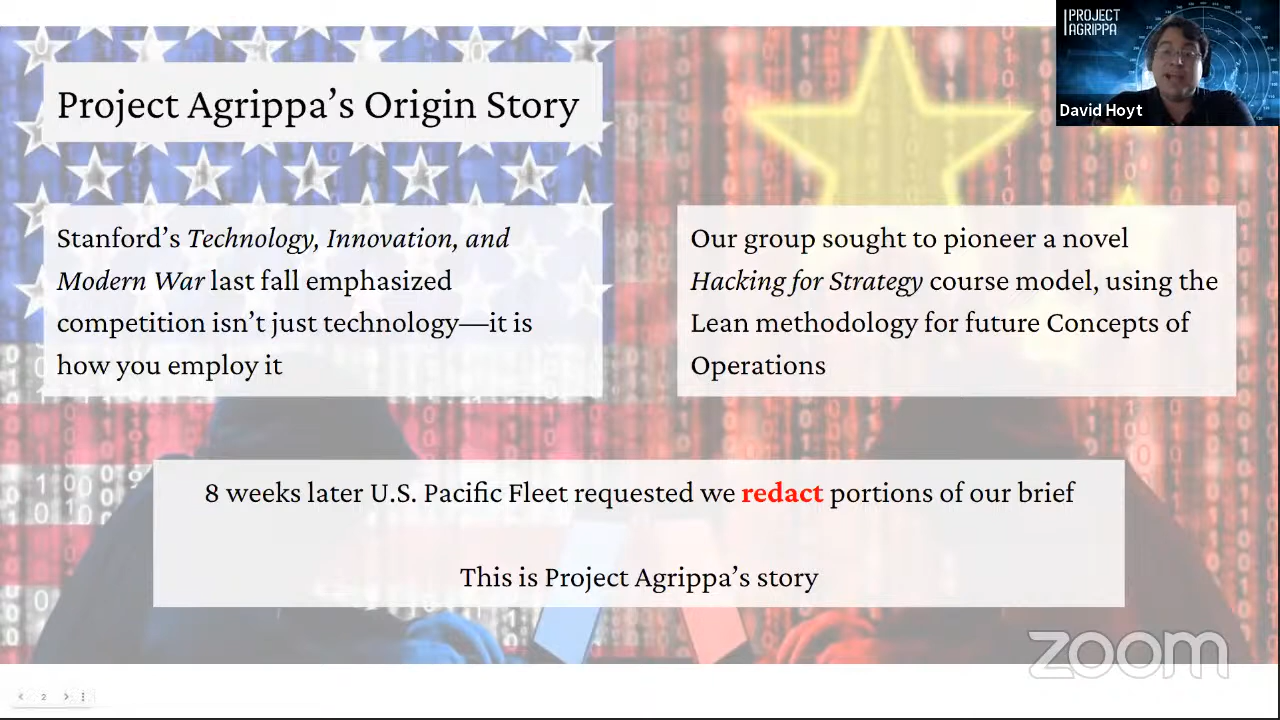 PROJECT
AGRIPPA
David Hoyt
Project Agrippa's Origin Story
Stanford's Technology, Innovation, and
Modern War last fall emphasized
competition isn't just technology—it is
how you employ it
Our group sought to pioneer a novel
Hacking for Strategy course model, using the
Lean methodology for future Concepts of
Operations
8 weeks later U.S. Pacific Fleet requested we redact portions of our brief
This is Project Agrippa's story
zoom
2